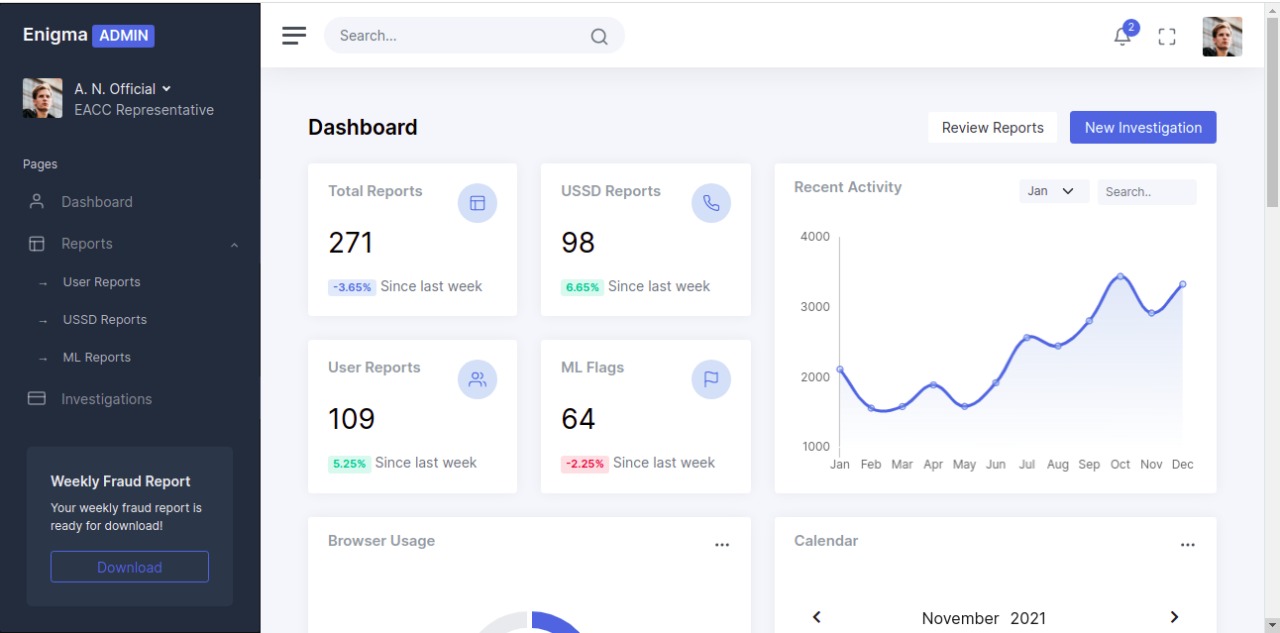 Enigma ADMIN
A. N. Official
EACC Representative
Pages
Dashboard
Reports
→ User Reports
→ USSD Reports
→ ML Reports
Investigations
Weekly Fraud Report
Your weekly fraud report is
ready for download!
Download
Search...
2
Dashboard
Review Reports
New Investigation
Total Reports
271
-3.65% Since last week
USSD Reports
98
6.65% Since last week
User Reports
109
5.25% Since last week
ML Flags
64
-2.25% Since last week
Recent Activity
Jan
Search..
4000
3000
2000
1000
Jan Feb Mar Apr May Jun Jul Aug Sep Oct Nov Dec
Browser Usage
...
Calendar
...
November 2021